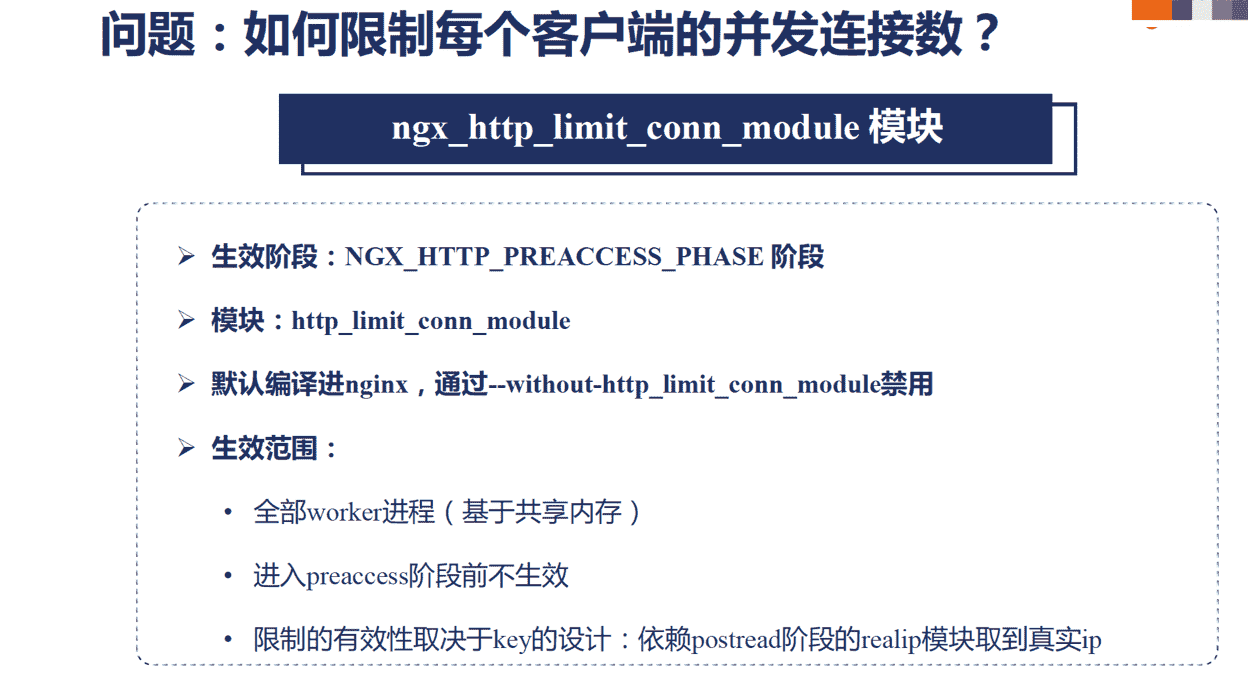 问题：如何限制每个客户端的并发连接数？
ngx_http_limit_conn_module 模块
➢ 生效阶段：NGX_HTTP_PREACCESS_PHASE 阶段
➢ 模块：http_limit_conn_module
➢ 默认编译进nginx，通过--without-http_limit_conn_module禁用
➢ 生效范围：
• 全部worker进程（基于共享内存）
• 进入preaccess阶段前不生效
• 限制的有效性取决于key的设计：依赖postread阶段的realip模块取到真实ip